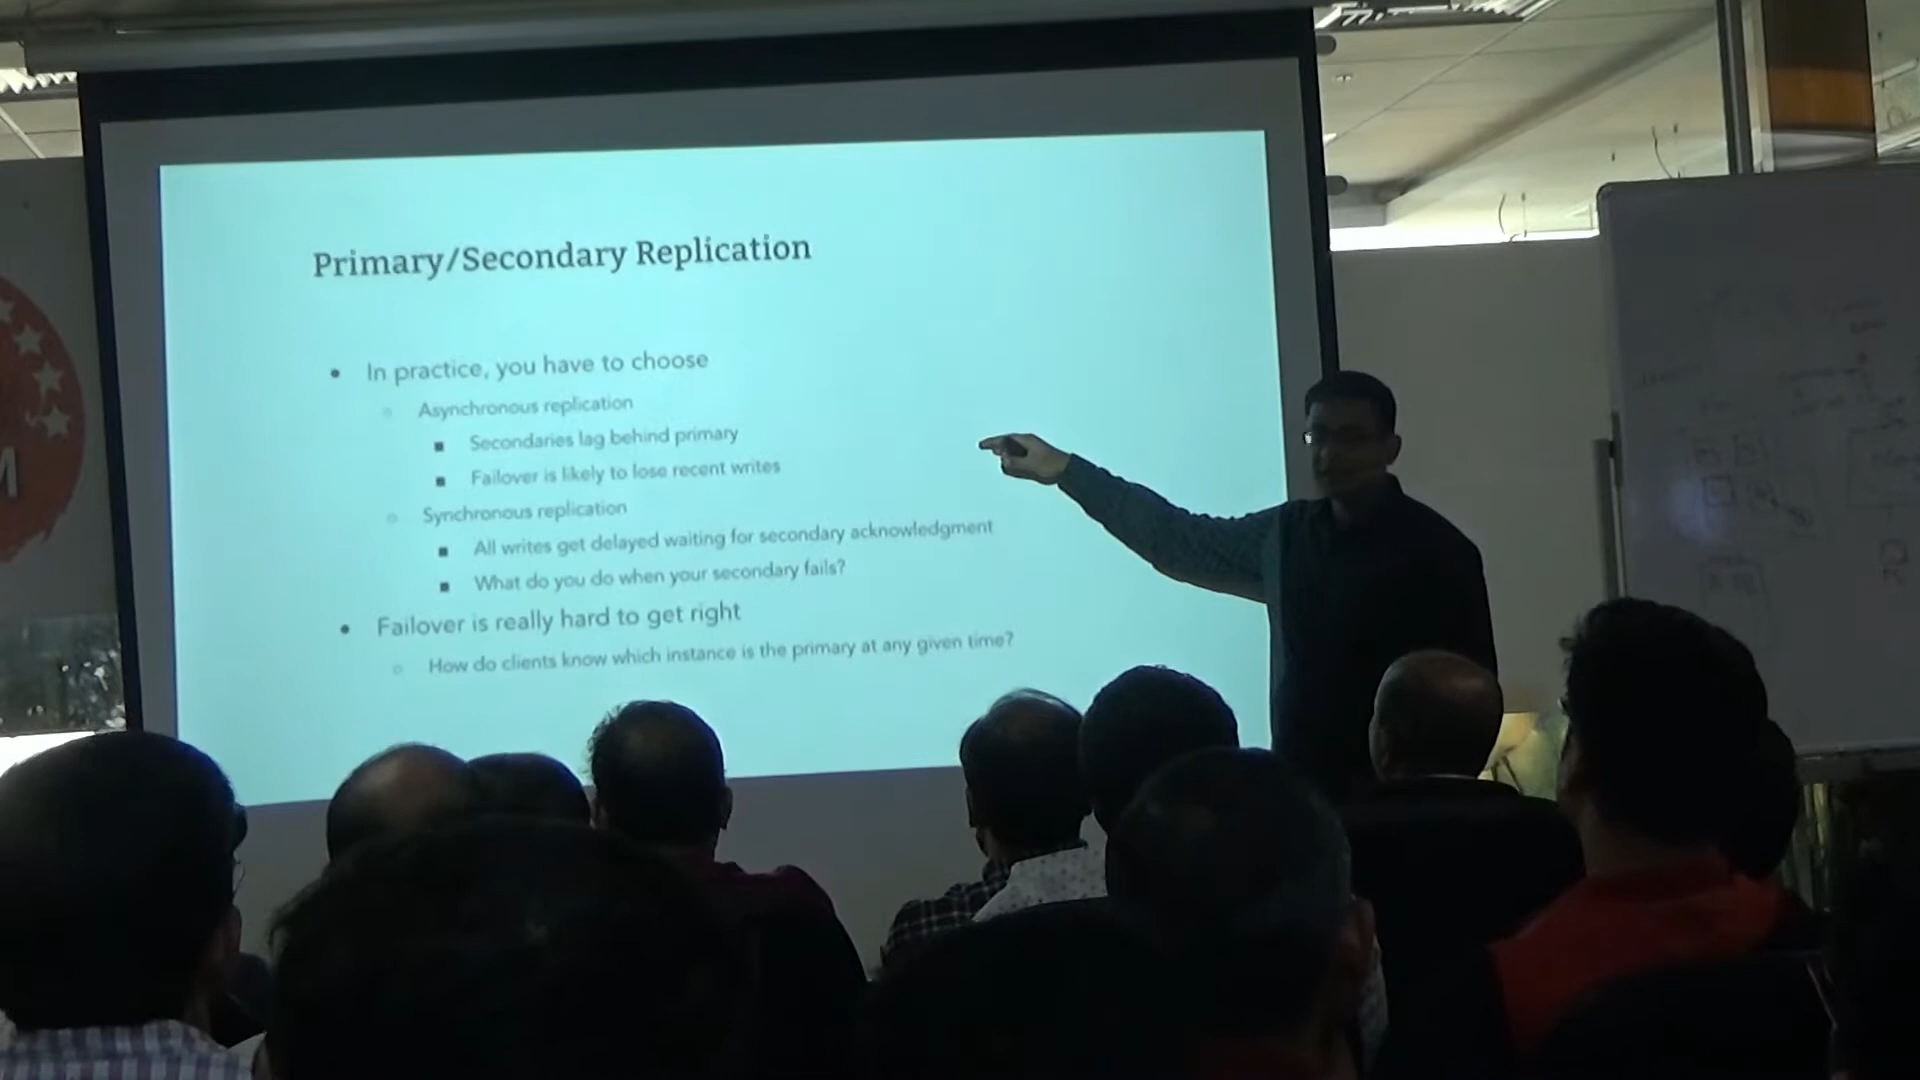 Primary/Secondary Replication
In practice, you have to choose
Asynchronous replication
Secondaries lag behind primary
Failover is likely to lose recent writes
Synchronous replication
All writes get delayed waiting for secondary acknowledgment
What do you do when your secondary fails?
Failover is really hard to get right
How do clients know which instance is the primary at any given time?